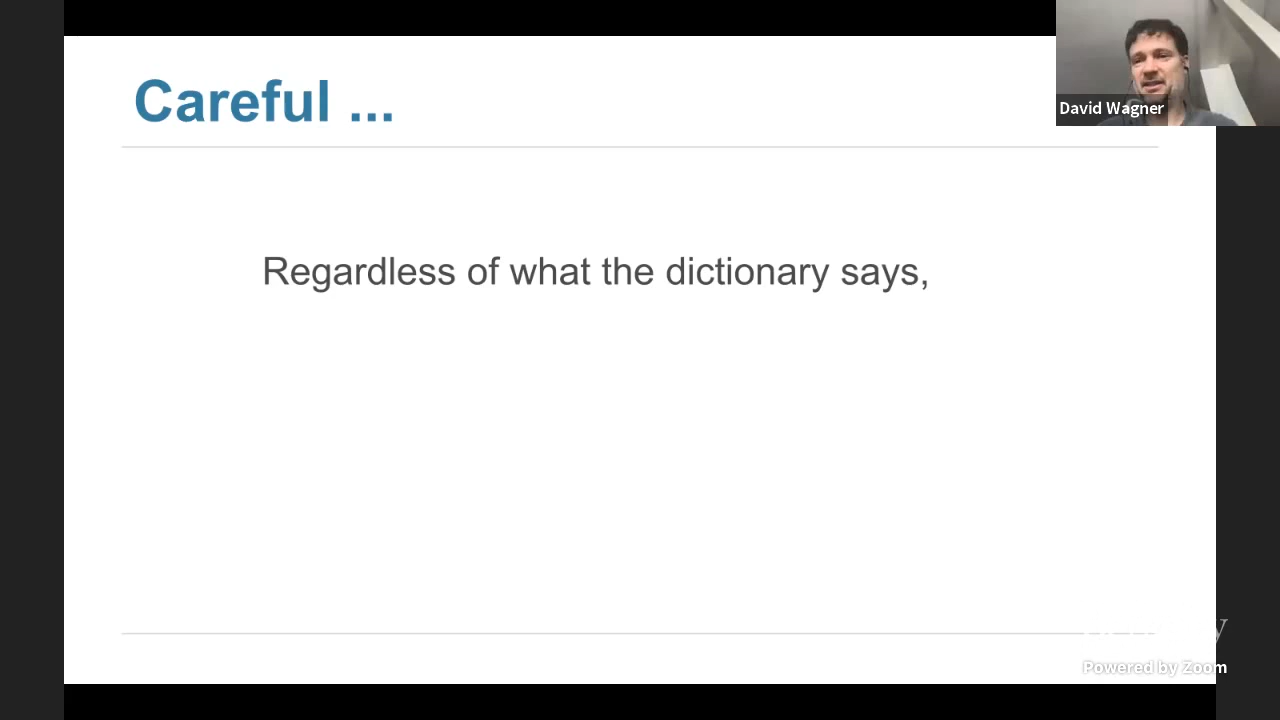 Careful ...
David Wagner
Regardless of what the dictionary says,
Powered by Zoom